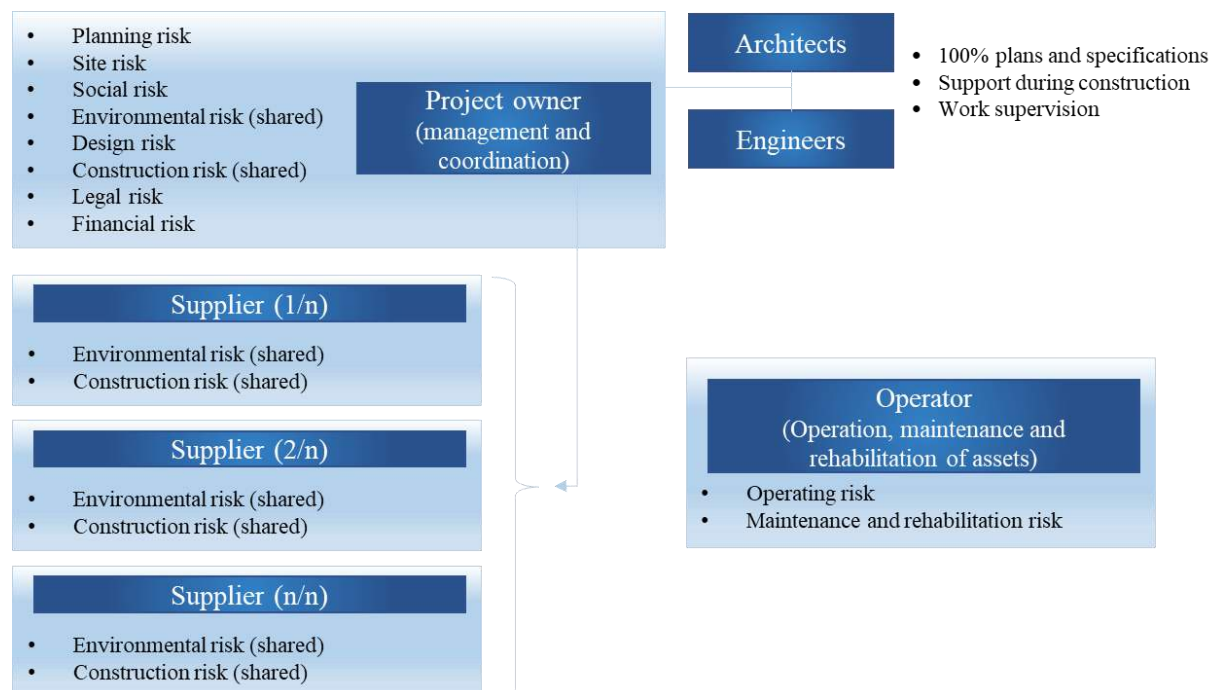 • Planning risk
• Site risk
• Social risk
• Environmental risk (shared)
• Design risk
• Construction risk (shared)
• Legal risk
• Financial risk
Project owner
(management and
coordination)
Architects
Engineers
• 100% plans and specifications
• Support during construction
• Work supervision
Supplier (1/n)
• Environmental risk (shared)
• Construction risk (shared)
Supplier (2/n)
• Environmental risk (shared)
• Construction risk (shared)
Supplier (n/n)
• Environmental risk (shared)
• Construction risk (shared)
Operator
(Operation, maintenance and
rehabilitation of assets)
• Operating risk
• Maintenance and rehabilitation risk